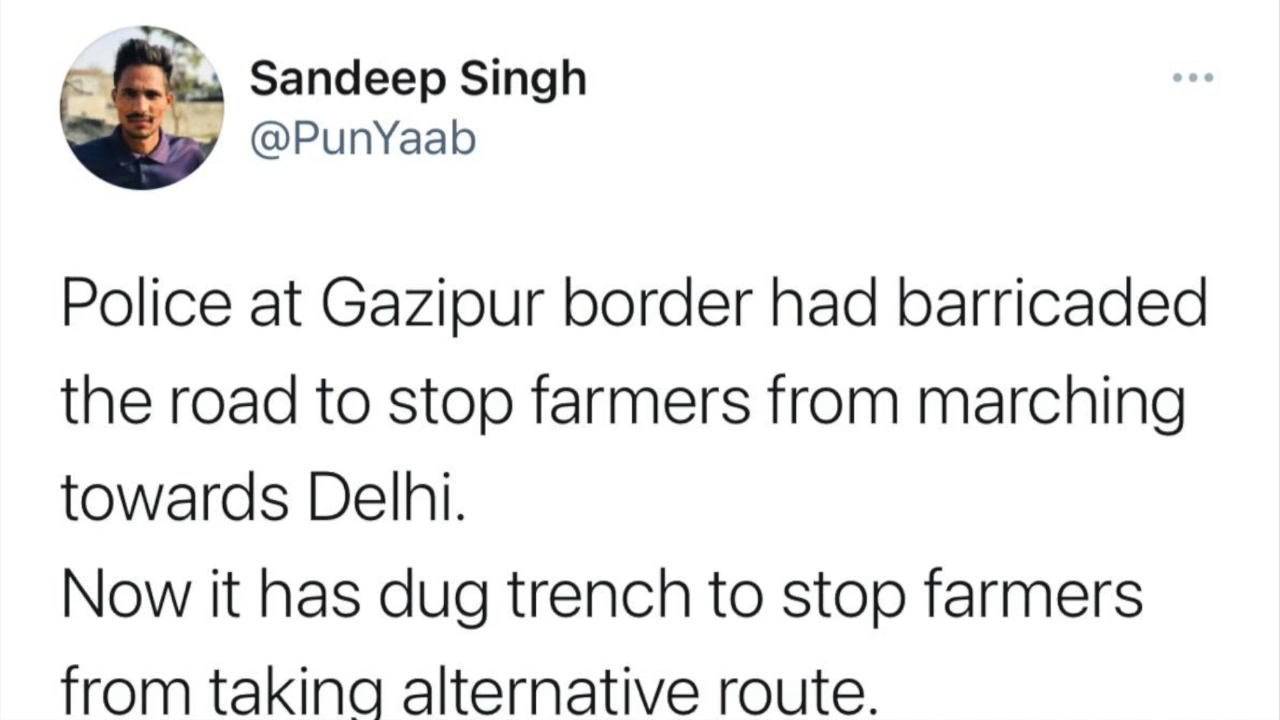 Sandeep Singh
@PunYaab
Police at Gazipur border had barricaded
the road to stop farmers from marching
towards Delhi.
Now it has dug trench to stop farmers
from taking alternative route.